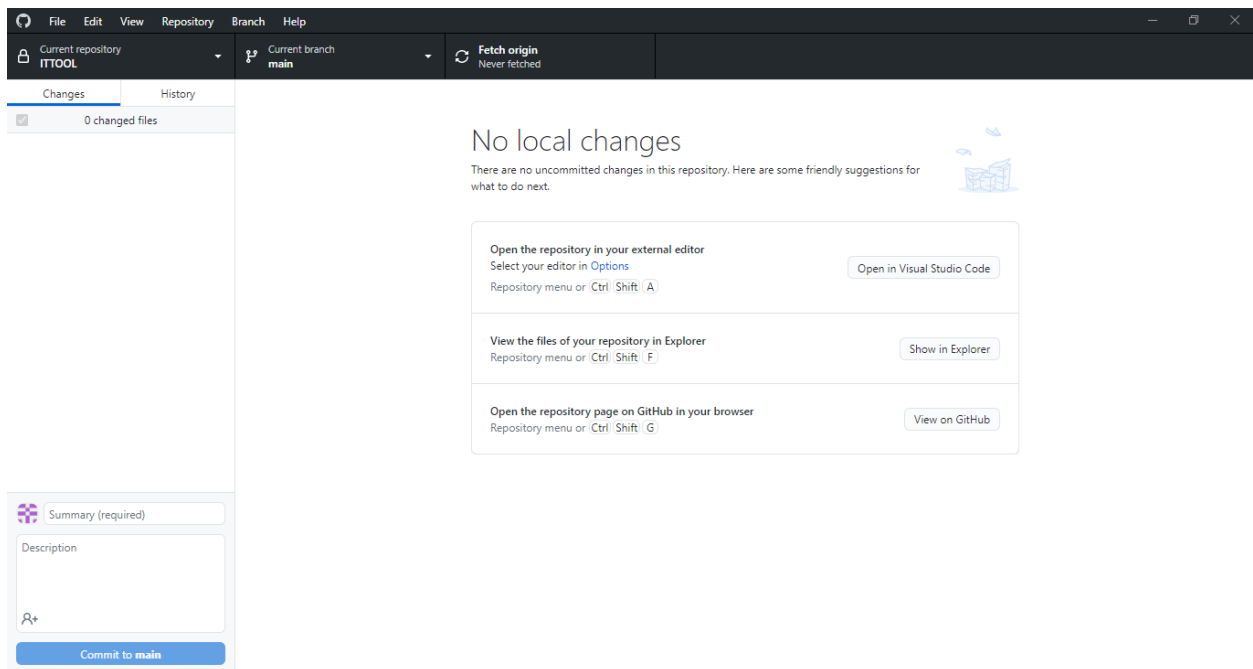 File Edit View Repository Branch Help
Current repository
ITTOOL
Current branch
main
Fetch origin
Never fetched
Changes History
0 changed files
No local changes
There are no uncommitted changes in this repository. Here are some friendly suggestions for
what to do next.
Open the repository in your external editor
Select your editor in Options
Repository menu or Ctrl Shift A
Open in Visual Studio Code
View the files of your repository in Explorer
Repository menu or Ctrl Shift F
Show in Explorer
Open the repository page on GitHub in your browser
Repository menu or Ctrl Shift G
View on GitHub
Summary (required)
Description
Commit to main